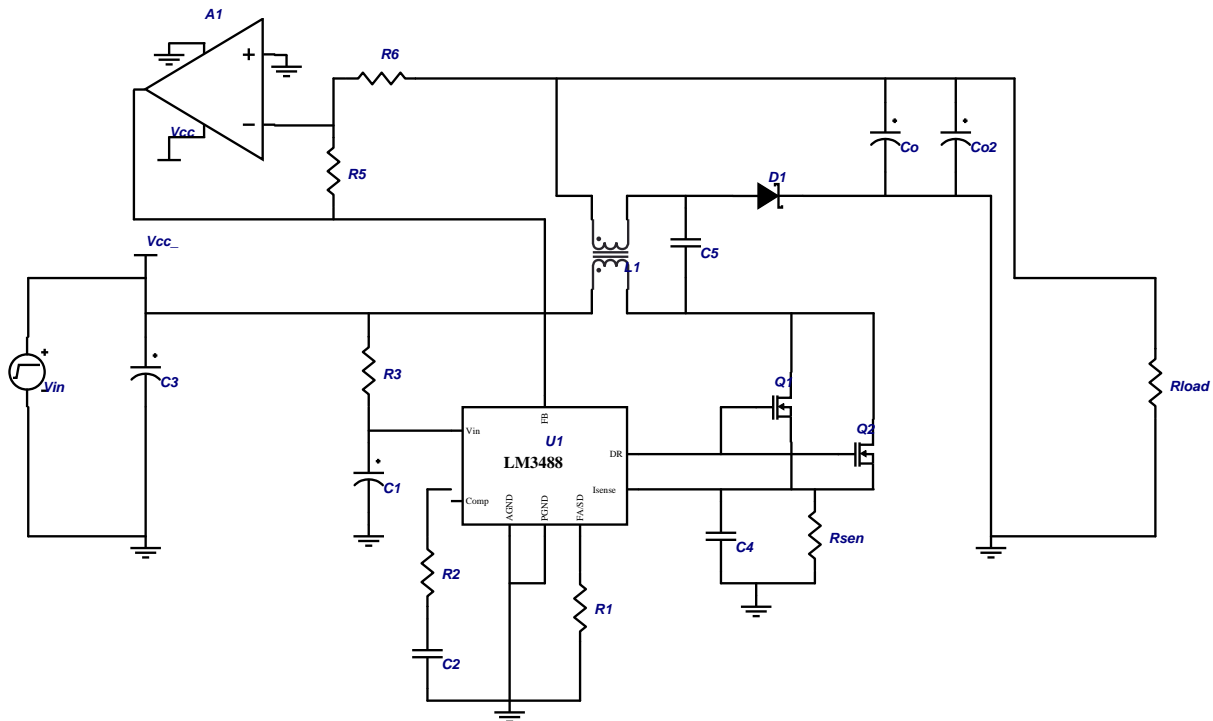 A1
R6
Vcc
R5
Co
Co2
D1
Vcc_
L1
C5
Vin
C3
R3
Q1
Rload
FB
Vin
U1
Q2
LM3488
DR
C1
Isense
Comp
AGND
PGND
FA/SD
C4
Rsen
R2
R1
C2